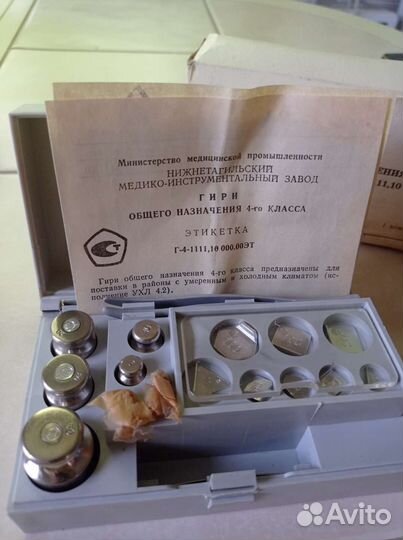 Министерство медицинской промышленности
НИЖНЕТАГИЛЬСКИЙ
МЕДИКО-ИНСТРУМЕНТАЛЬНЫЙ ЗАВОД
ГИРИ
ОБЩЕГО НАЗНАЧЕНИЯ 4-го КЛАССА
ЭТИКЕТКА
Г-4-1111,10 000.00ЭТ
Гири общего назначения 4-го класса предназначены для
поставки в районы с умеренным и холодным климатом (ис-
полнение УХЛ 4.2).
ЕНИЯ
11,10
Avito